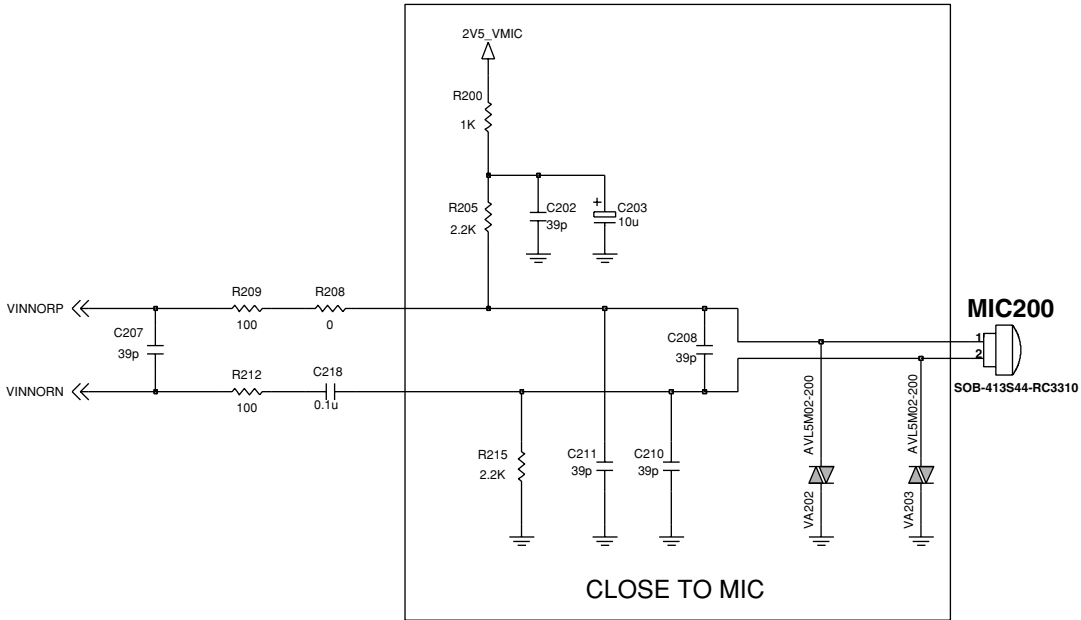 2V5_VMIC
R200
1K
R205
2.2K
C202
39p
+
C203
10u
VINNORP
R209
100
R208
0
C207
39p
C208
39p
MIC200
1
2
SOB-413S44-RC3310
VINNORN
R212
100
C218
0.1u
R215
2.2K
C211
39p
C210
39p
AVL5M02-200
VA202
AVL5M02-200
VA203
CLOSE TO MIC